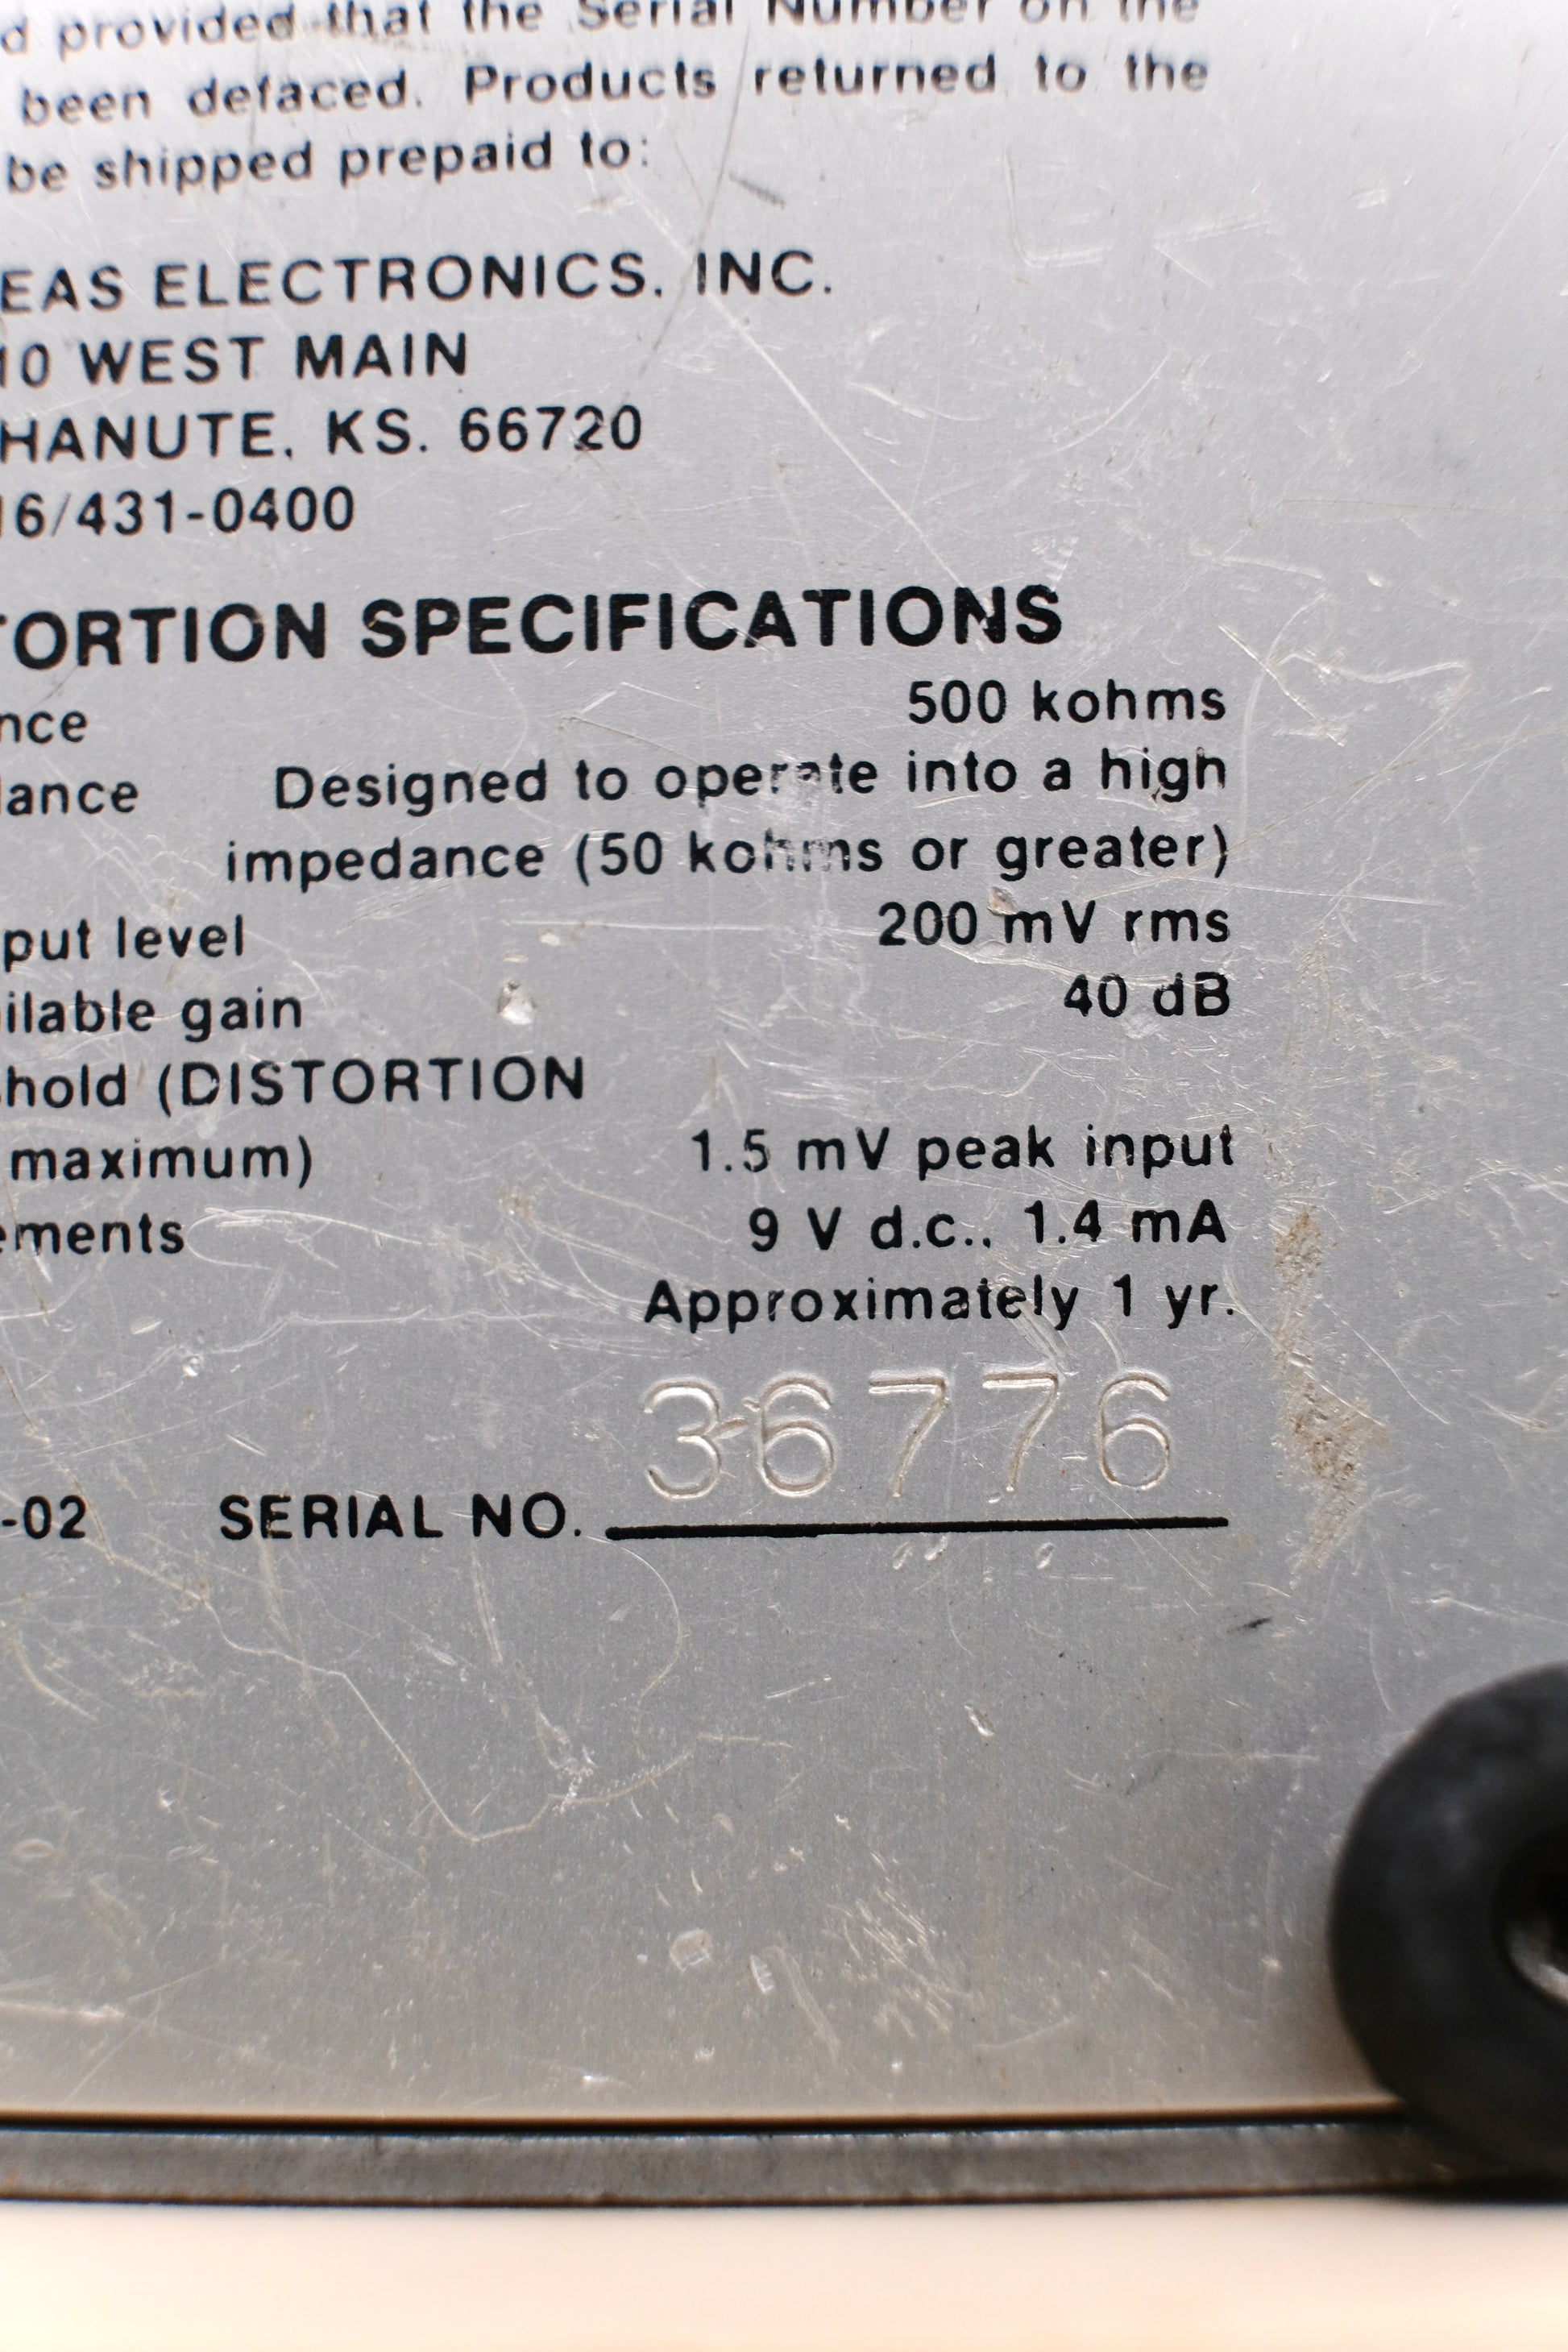 d provided that the Serial Number on the
been defaced. Products returned to the
be shipped prepaid to:
EAS ELECTRONICS, INC.
10 WEST MAIN
HANUTE, KS. 66720
16/431-0400
TORTION SPECIFICATIONS
nce 500 kohms
dance Designed to operate into a high
impedance (50 kohms or greater)
put level 200 mV rms
ailable gain 40 dB
shold (DISTORTION
maximum) 1.5 mV peak input
ements 9 V d.c., 1.4 mA
Approximately 1 yr.
-02 SERIAL NO. 36776